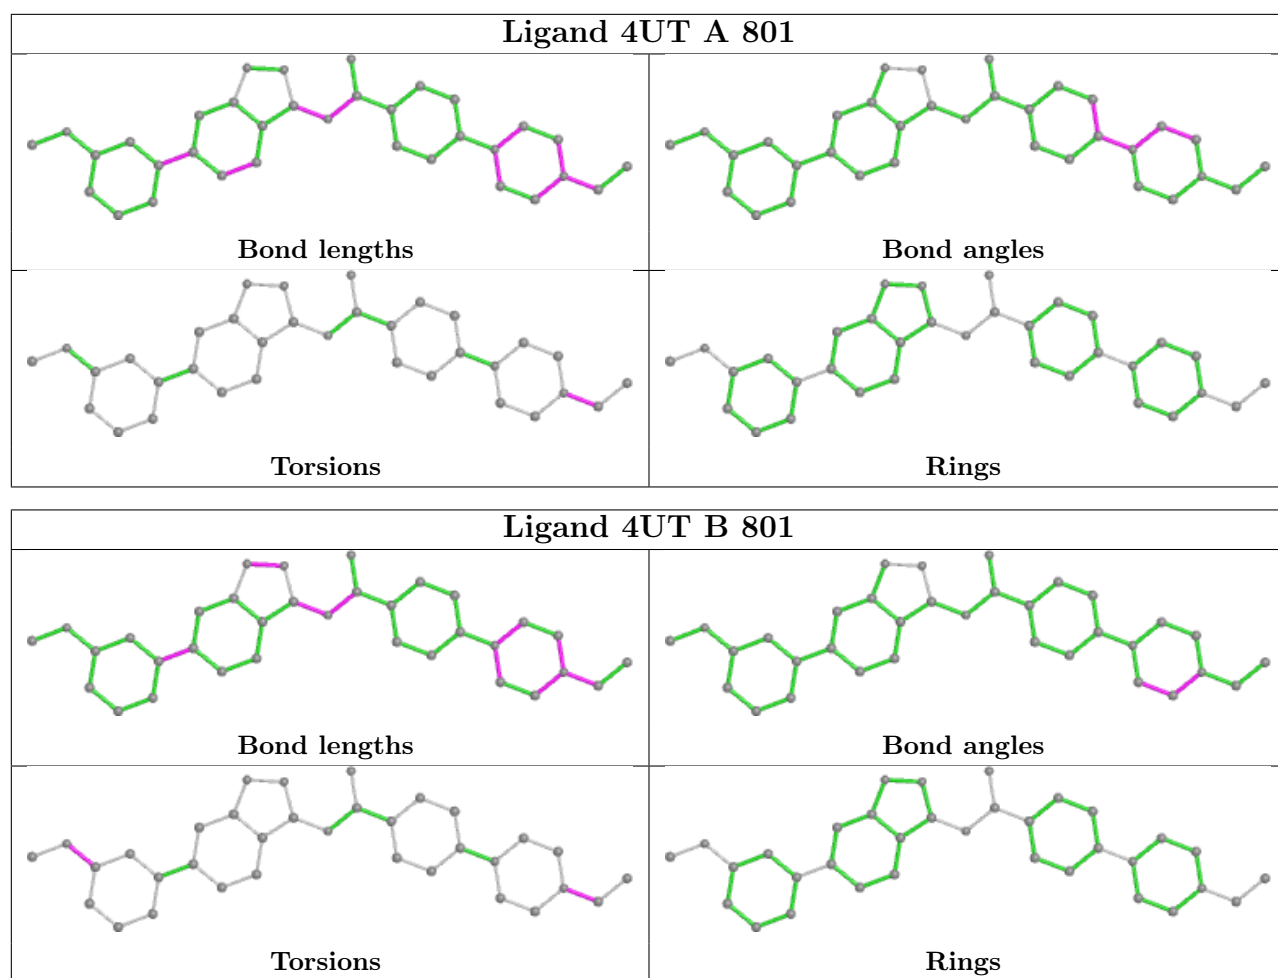 Ligand 4UT A 801
Bond lengths
Bond angles
Torsions
Rings
Ligand 4UT B 801
Bond lengths
Bond angles
Torsions
Rings